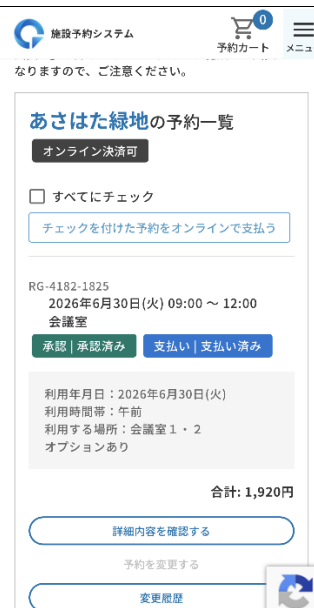 施設予約システム
0
予約カート
メニュー
なりますので、ご注意ください。
あさはた緑地の予約一覧
オンライン決済可
すべてにチェック
チェックを付けた予約をオンラインで支払う
RG-4182-1825
2026年6月30日(火) 09:00 ～ 12:00
会議室
承認 | 承認済み 支払い | 支払い済み
利用年月日：2026年6月30日(火)
利用時間帯：午前
利用する場所：会議室１・２
オプションあり
合計: 1,920円
詳細内容を確認する
予約を変更する
変更履歴